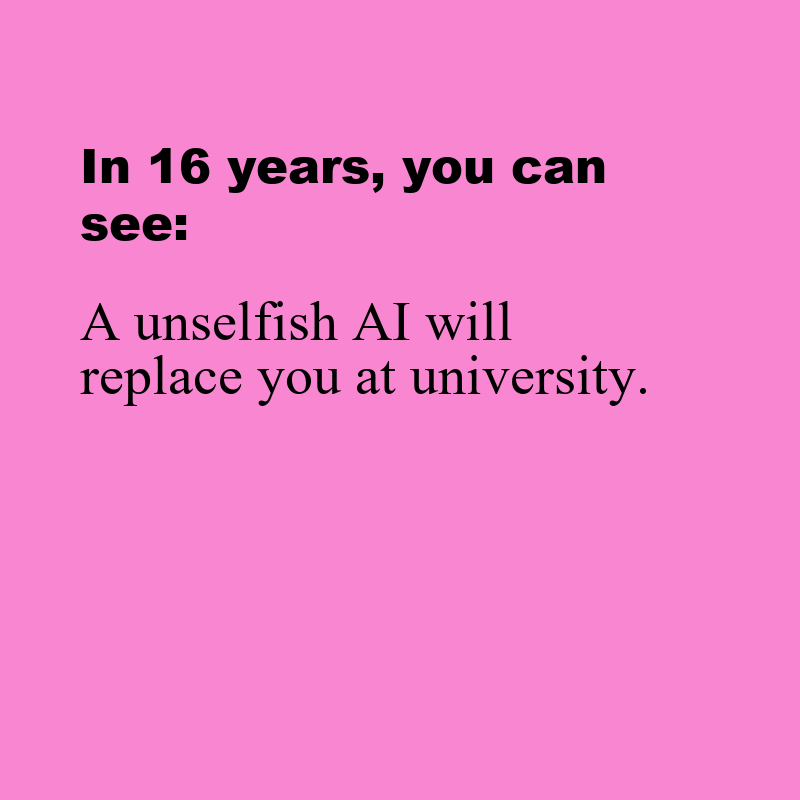 In 16 years, you can
see:
A unselfish AI will
replace you at university.